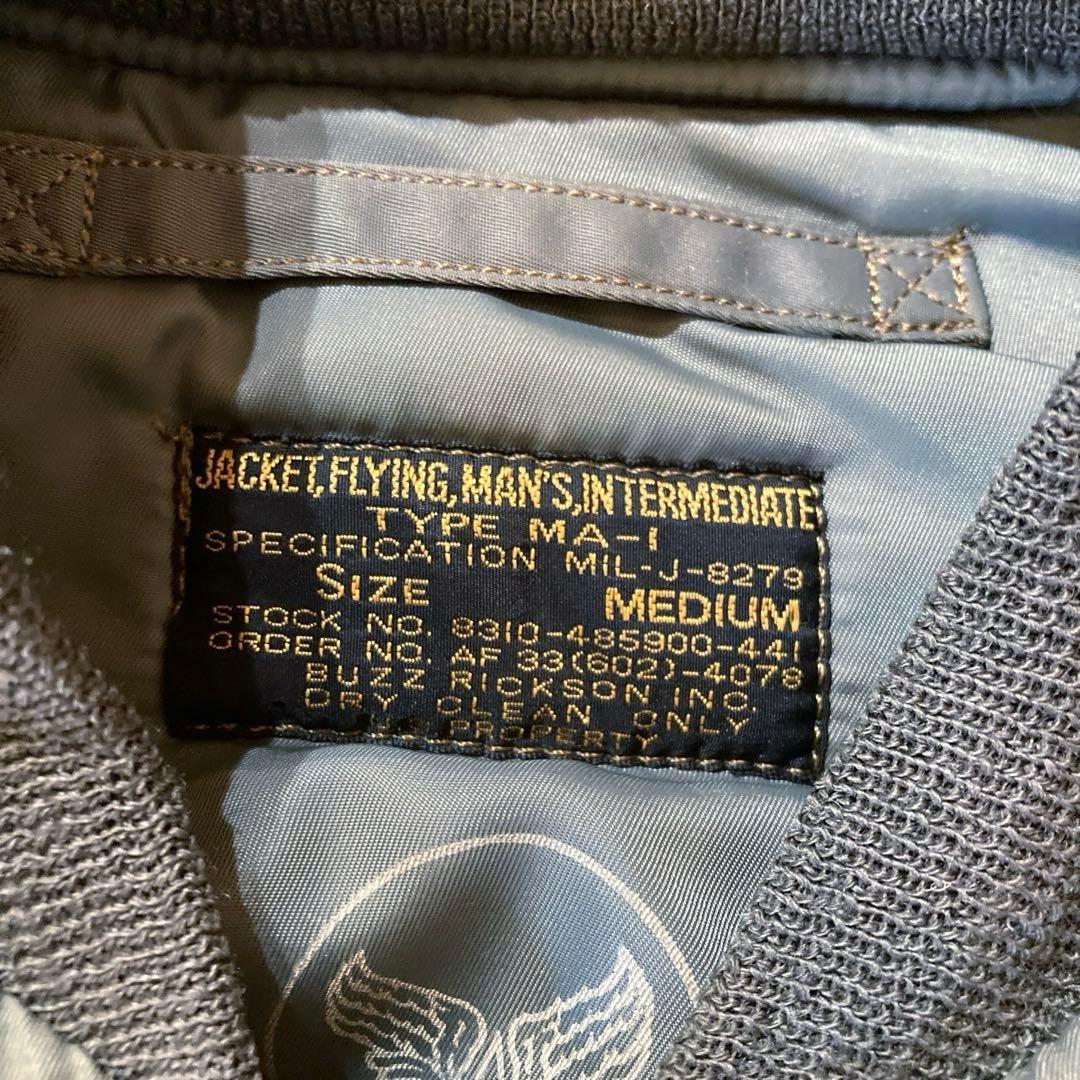 JACKET, FLYING, MAN'S, INTERMEDIATE
TYPE MA-1
SPECIFICATION MIL-J-8279
SIZE MEDIUM
STOCK NO. 8310-485900-441
ORDER NO. AF 33(602)-4078
BUZZ RICKSON INC.
DRY CLEAN ONLY
PROPERTY